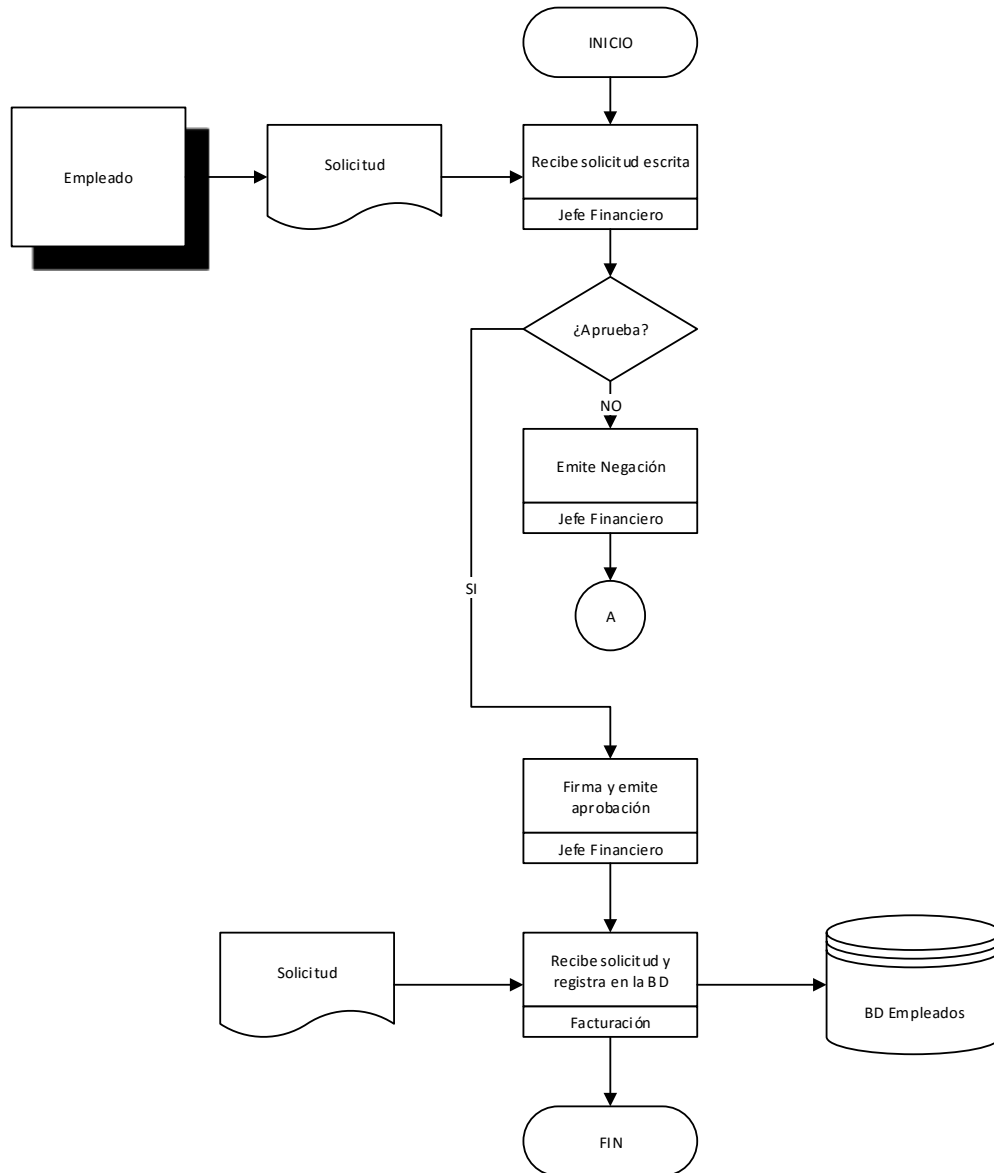 INICIO
Empleado
Solicitud
Recibe solicitud escrita
Jefe Financiero
¿Aprueba?
NO
Emite Negación
Jefe Financiero
SI
A
Firma y emite
aprobación
Jefe Financiero
Solicitud
Recibe solicitud y
registra en la BD
Facturación
BD Empleados
FIN